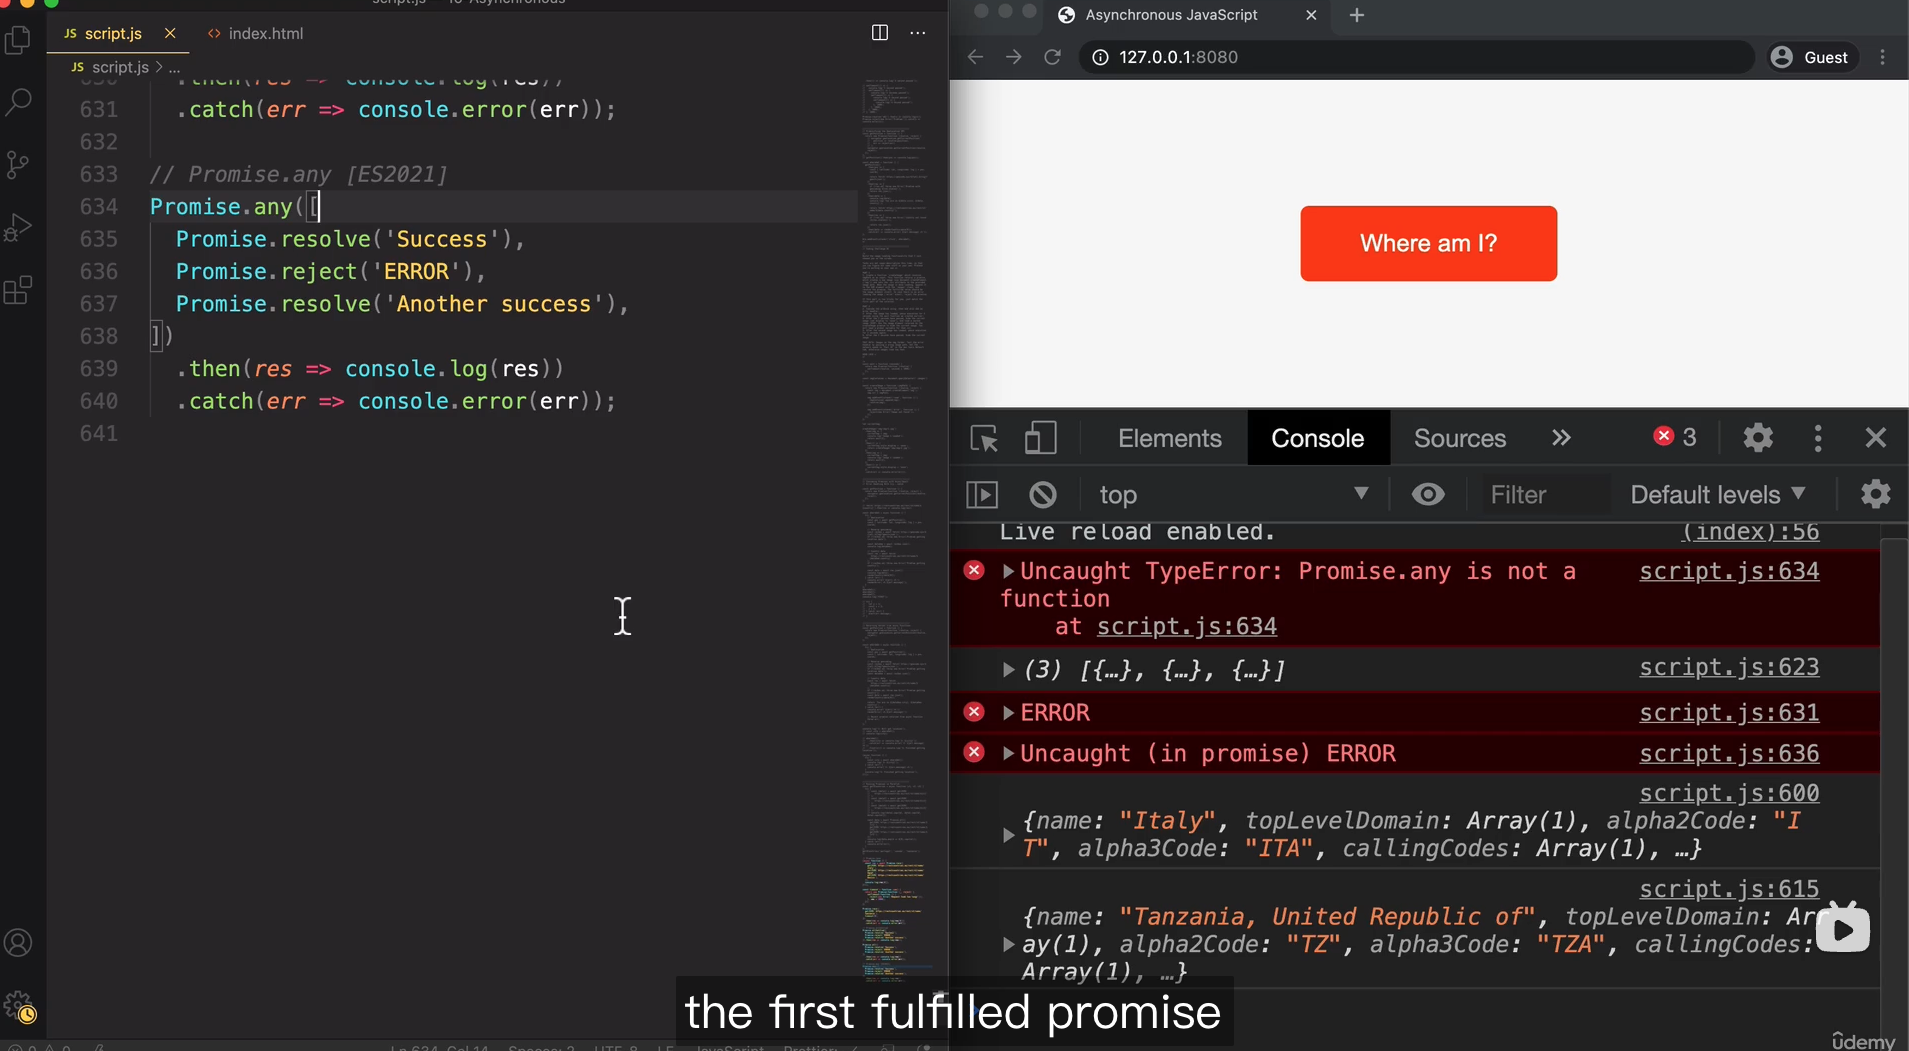 JS script.js × <> index.html
JS script.js > ...
630 .then(res => console.log(res))
631 .catch(err => console.error(err));
632
633 // Promise.any [ES2021]
634 Promise.any([
635 Promise.resolve('Success'),
636 Promise.reject('ERROR'),
637 Promise.resolve('Another success'),
638 ])
639 .then(res => console.log(res))
640 .catch(err => console.error(err));
641
Asynchronous JavaScript
127.0.0.1:8080 Guest
Where am I?
Elements Console Sources >> 3
top Filter Default levels
Live reload enabled. (index):56
Uncaught TypeError: Promise.any is not a script.js:634
function
at script.js:634
(3) [{…}, {…}, {…}] script.js:623
ERROR script.js:631
Uncaught (in promise) ERROR script.js:636
script.js:600
{name: "Italy", topLevelDomain: Array(1), alpha2Code: "I
T", alpha3Code: "ITA", callingCodes: Array(1), …}
script.js:615
{name: "Tanzania, United Republic of", topLevelDomain: Arr
ay(1), alpha2Code: "TZ", alpha3Code: "TZA", callingCodes:
Array(1), …}
the first fulfilled promise
ûdemy